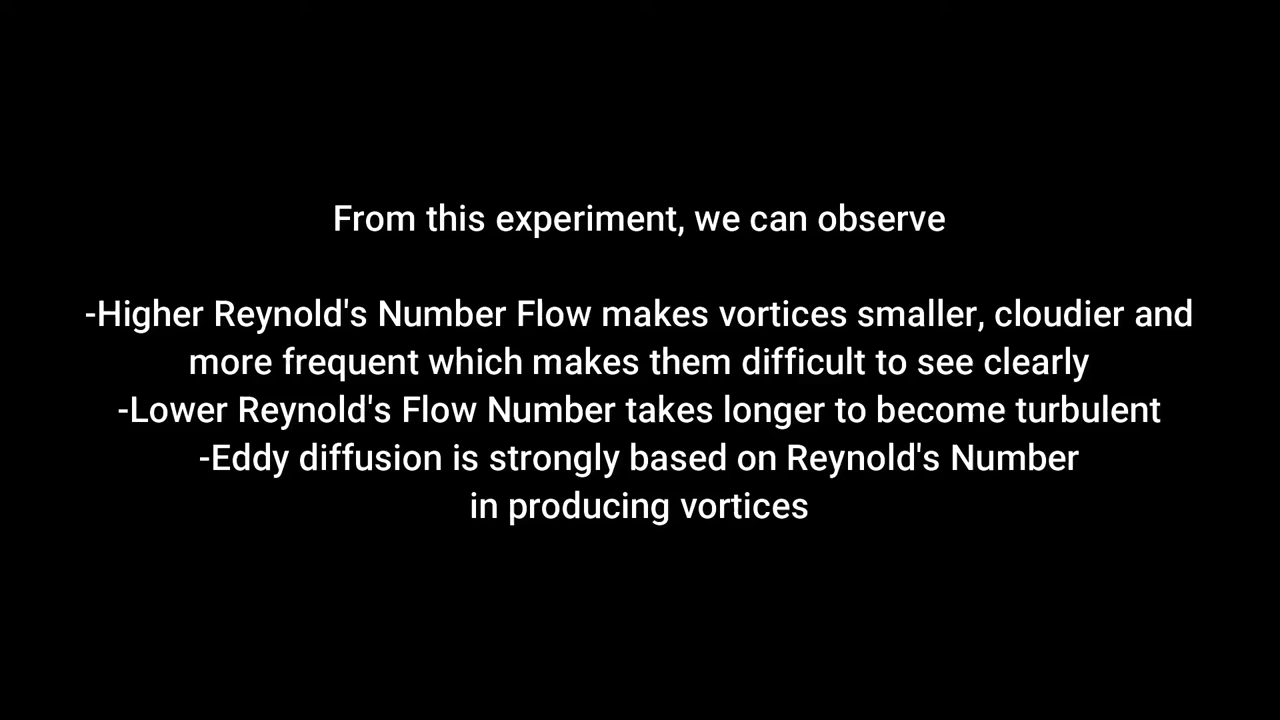 From this experiment, we can observe
-Higher Reynold's Number Flow makes vortices smaller, cloudier and
more frequent which makes them difficult to see clearly
-Lower Reynold's Flow Number takes longer to become turbulent
-Eddy diffusion is strongly based on Reynold's Number
in producing vortices